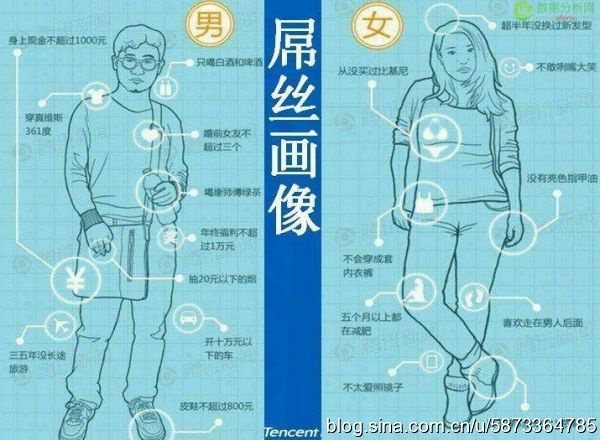 男
身上现金不超过1000元
只喝白酒和啤酒
穿真维斯
361度
婚前女友不
超过三个
喝康师傅绿茶
年终福利不超
过1万元
奖
抽20元以下的烟
¥
开十万元以
下的车
三五年没长途
旅游
皮鞋不超过800元
屌丝画像
Tencent
女
数据分析网
超半年没换过新发型
从没买过比基尼
不敢咧嘴大笑
没有亮色指甲油
不会穿成套
内衣裤
五个月以上都
在减肥
喜欢走在男人后面
不太爱照镜子
blog.sina.com.cn/u/5873364785